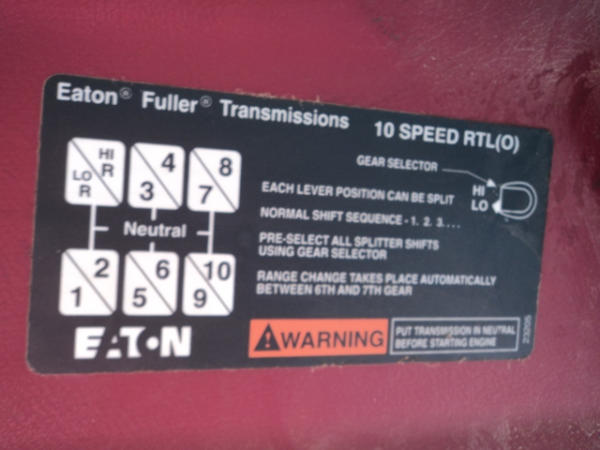 Eaton® Fuller® Transmissions
10 SPEED RTL(O)
GEAR SELECTOR
HI
LO
HI
R
LO
R
4
3
8
7
Neutral
2
1
6
5
10
9
EACH LEVER POSITION CAN BE SPLIT
NORMAL SHIFT SEQUENCE - 1. 2. 3....
PRE-SELECT ALL SPLITTER SHIFTS
USING GEAR SELECTOR
RANGE CHANGE TAKES PLACE AUTOMATICALLY
BETWEEN 6TH AND 7TH GEAR
EATON
WARNING
PUT TRANSMISSION IN NEUTRAL
BEFORE STARTING ENGINE
23205